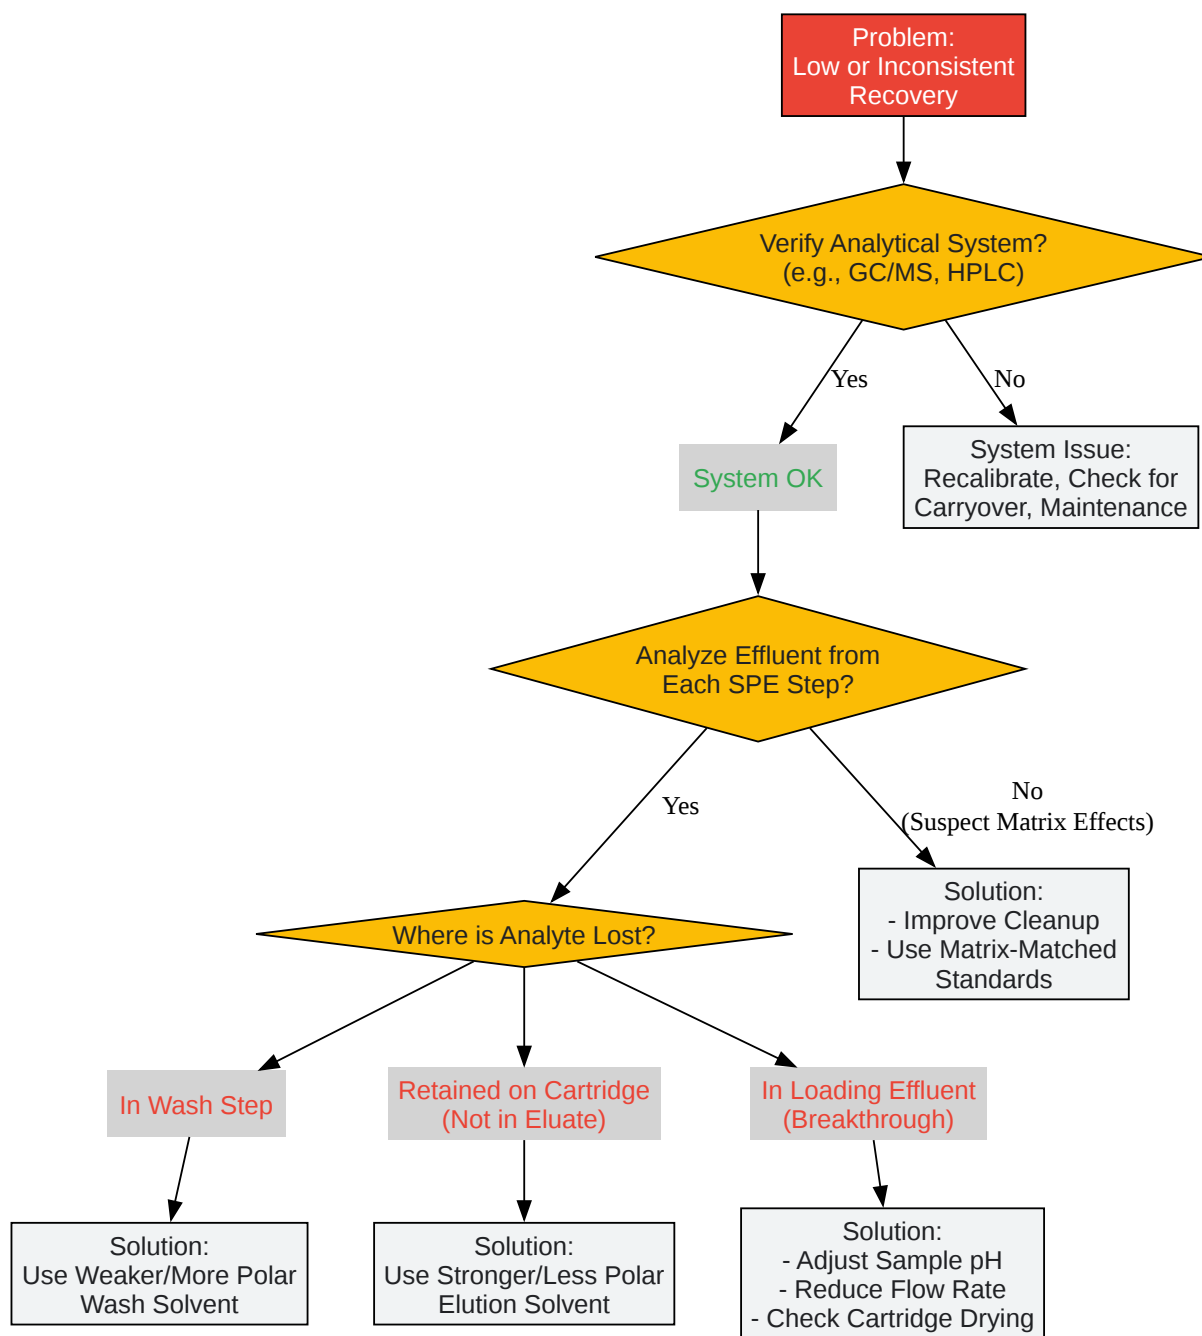 Problem:
Low or Inconsistent
Recovery
Verify Analytical System?
(e.g., GC/MS, HPLC)
Yes
No
System OK
System Issue:
Recalibrate, Check for
Carryover, Maintenance
Analyze Effluent from
Each SPE Step?
Yes
No
(Suspect Matrix Effects)
Where is Analyte Lost?
Solution:
- Improve Cleanup
- Use Matrix-Matched
Standards
In Wash Step
Retained on Cartridge
(Not in Eluate)
In Loading Effluent
(Breakthrough)
Solution:
Use Weaker/More Polar
Wash Solvent
Solution:
Use Stronger/Less Polar
Elution Solvent
Solution:
- Adjust Sample pH
- Reduce Flow Rate
- Check Cartridge Drying